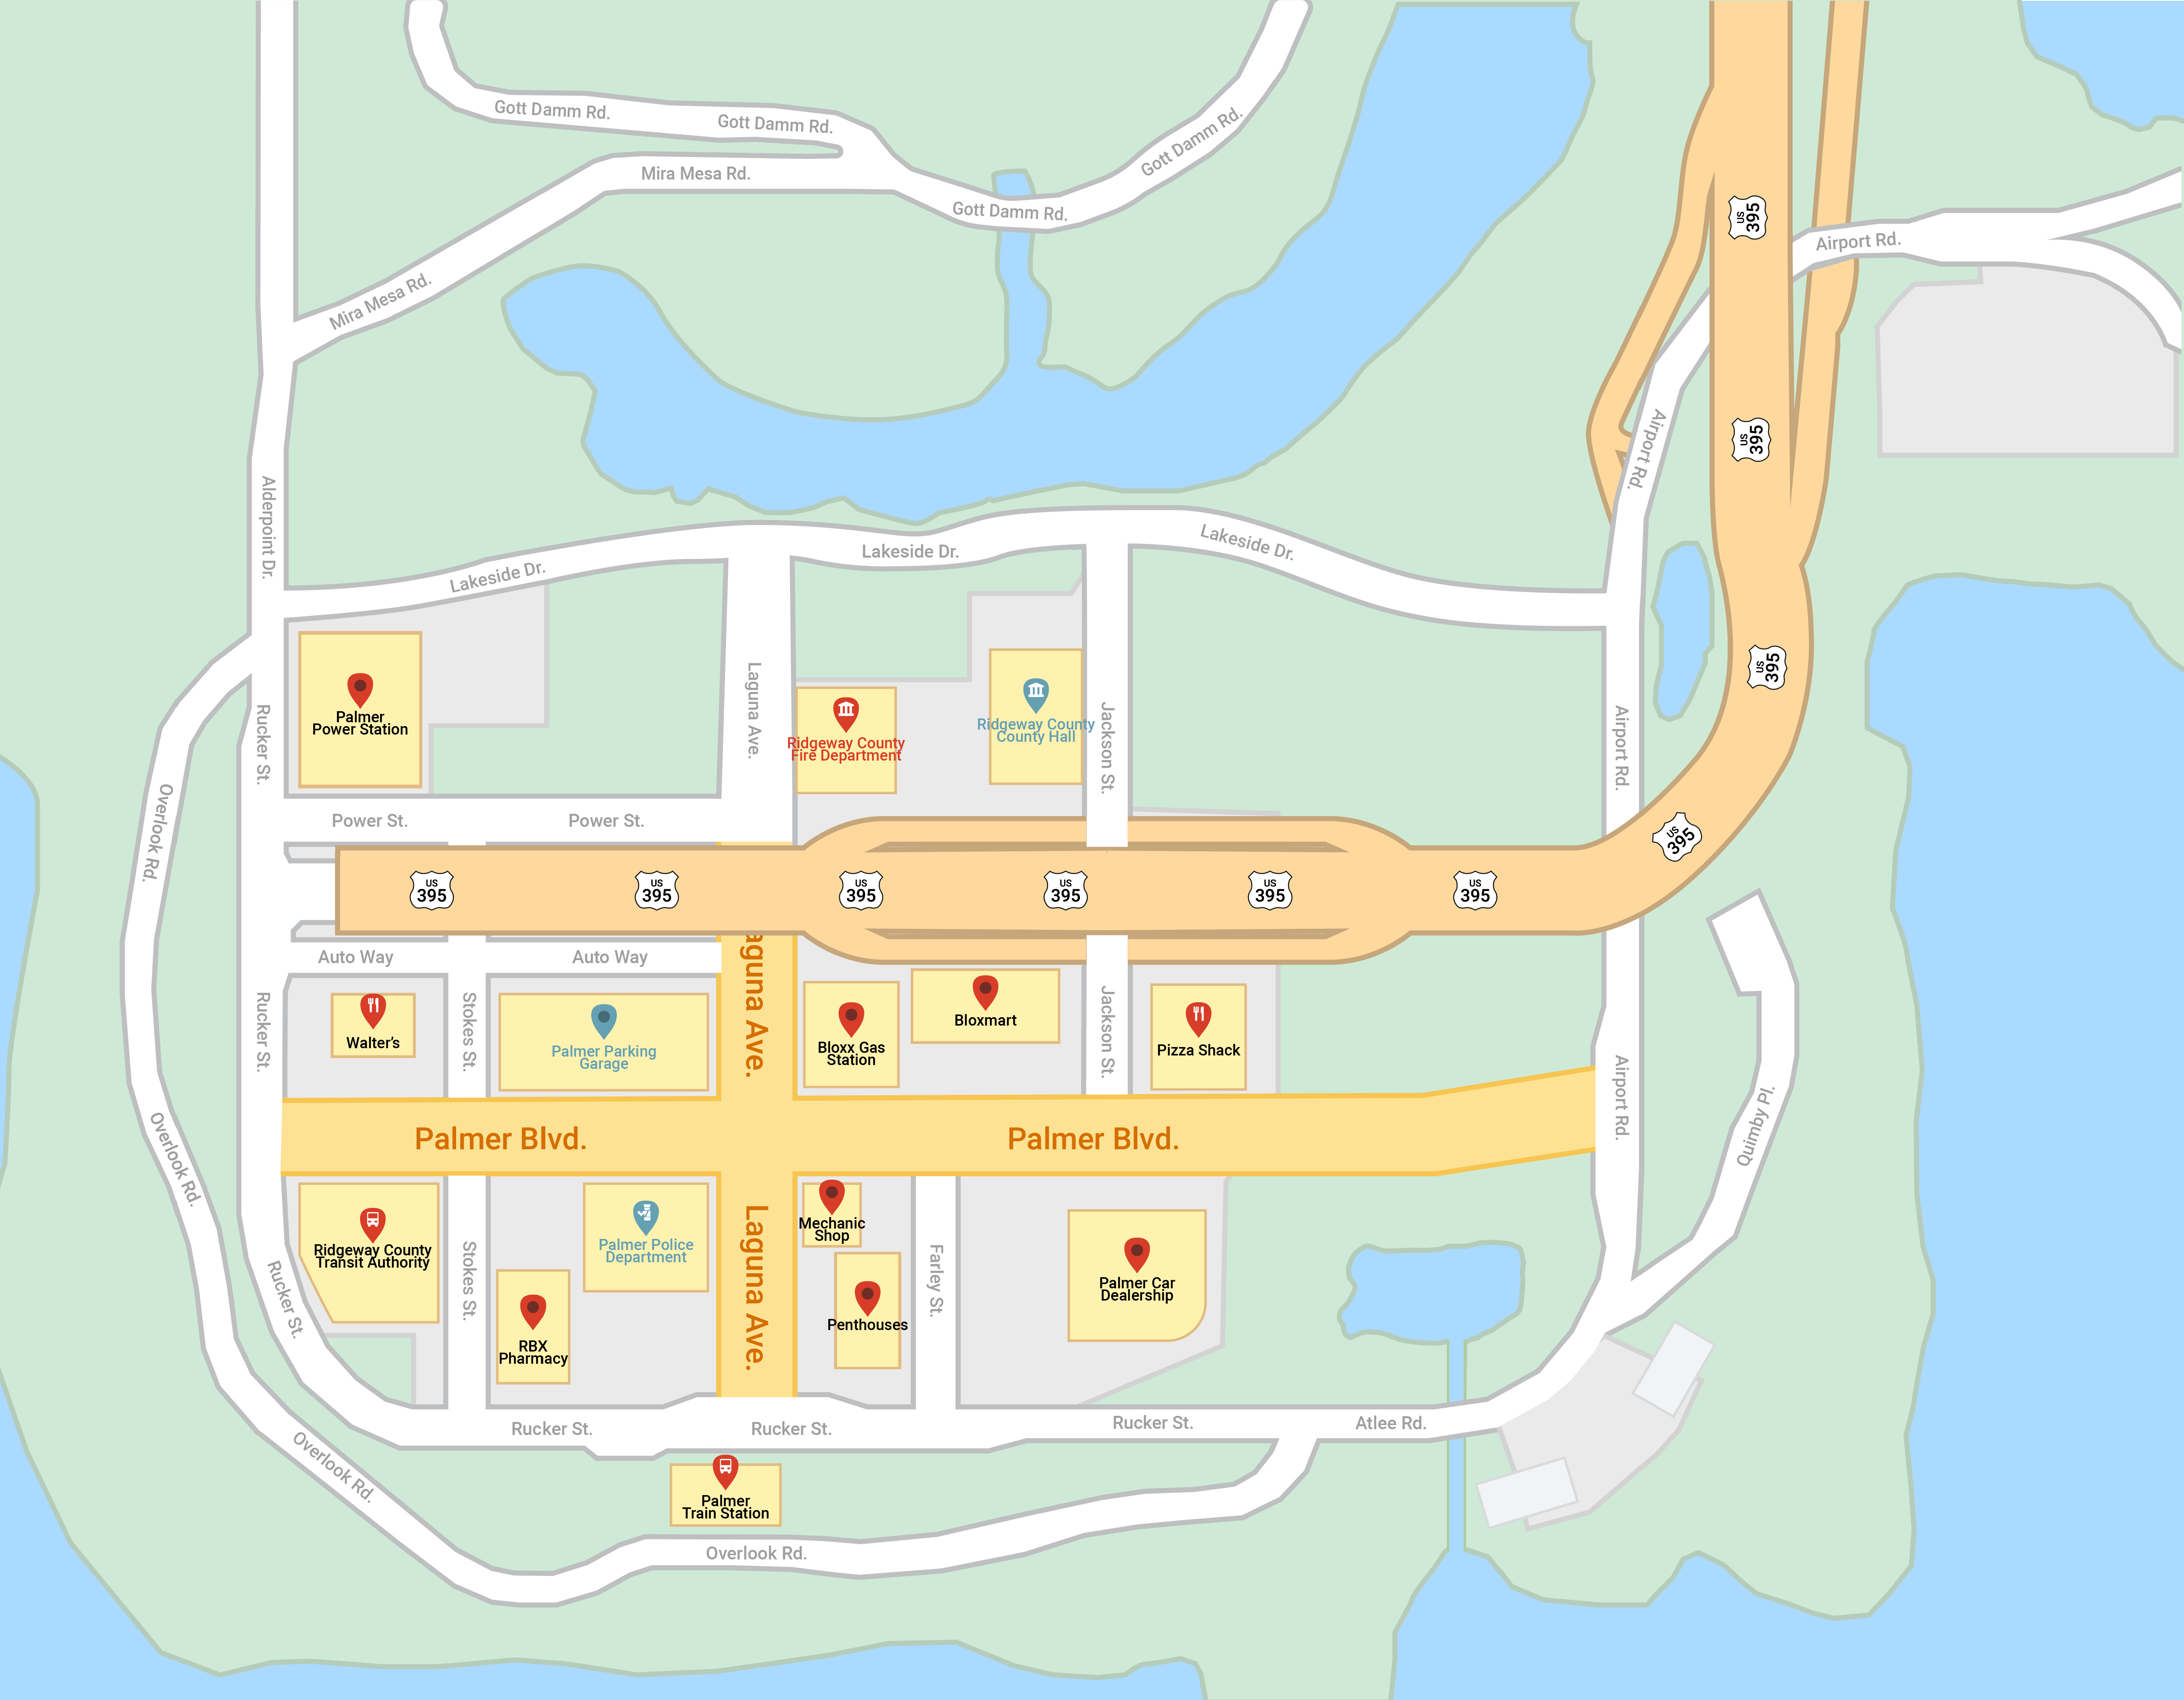 Gott Damm Rd.
Gott Damm Rd.
Gott Damm Rd.
Mira Mesa Rd.
Gott Damm Rd.
US
395
Airport Rd.
Mira Mesa Rd.
Airport Rd.
US
395
Alderpoint Dr.
Lakeside Dr.
Lakeside Dr.
Lakeside Dr.
US
395
Palmer
Power Station
Rucker St.
Laguna Ave.
Ridgeway County
Fire Department
Ridgeway County
County Hall
Jackson St.
Airport Rd.
Overlook Rd.
Power St.
Power St.
US
395
US
395
US
395
US
395
US
395
US
395
US
395
Auto Way
Auto Way
aguna Ave.
Rucker St.
Walter's
Stokes St.
Palmer Parking
Garage
Bloxx Gas
Station
Bloxmart
Jackson St.
Pizza Shack
Airport Rd.
Quimby Pl.
Overlook Rd.
Palmer Blvd.
Palmer Blvd.
Ridgeway County
Transit Authority
Rucker St.
Stokes St.
Palmer Police
Department
RBX
Pharmacy
Laguna Ave.
Mechanic
Shop
Penthouses
Farley St.
Palmer Car
Dealership
Rucker St.
Rucker St.
Rucker St.
Atlee Rd.
Overlook Rd.
Palmer
Train Station
Overlook Rd.